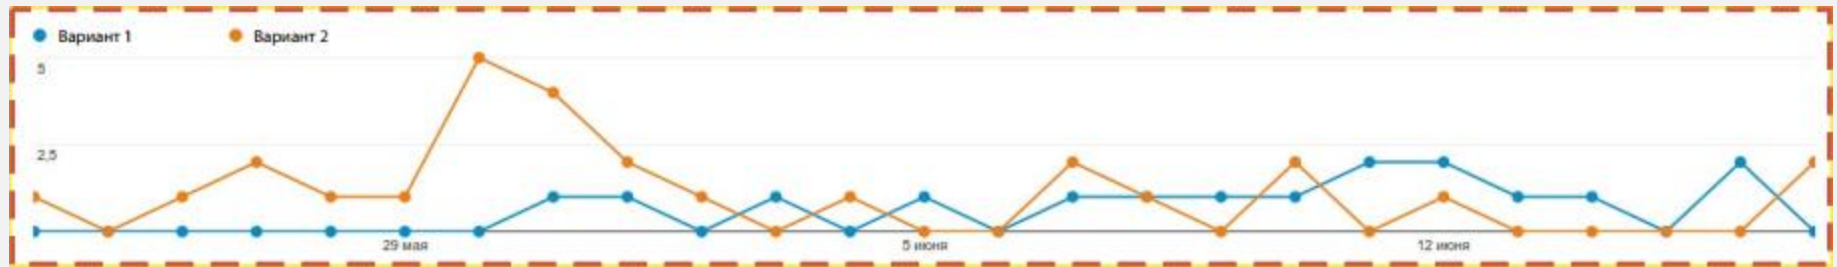 Вариант 1 Вариант 2
5
2,5
29 мая 5 июня 12 июня